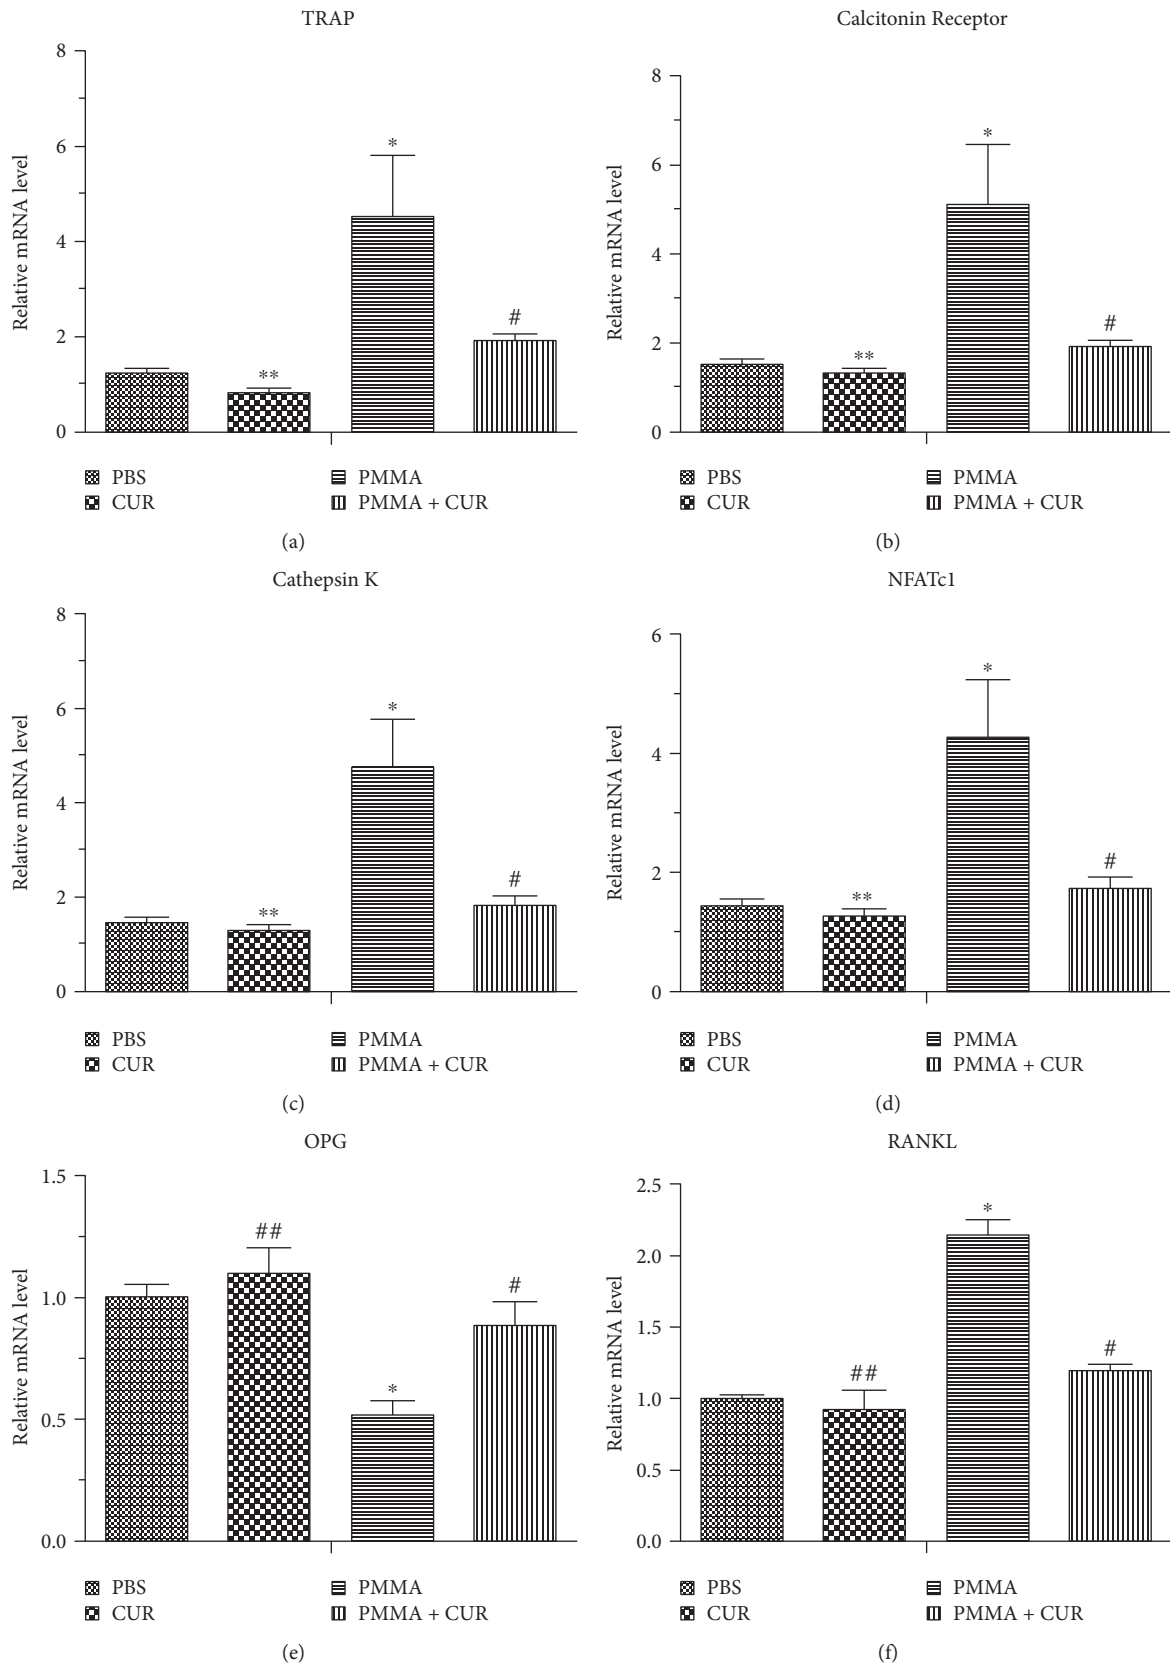 TRAP
Relative mRNA level
8
6
4
2
0
*
**
#
PBS
CUR
PMMA
PMMA + CUR
(a)
Calcitonin Receptor
Relative mRNA level
8
6
4
2
0
*
**
#
PBS
CUR
PMMA
PMMA + CUR
(b)
Cathepsin K
Relative mRNA level
8
6
4
2
0
*
**
#
PBS
CUR
PMMA
PMMA + CUR
(c)
NFATc1
Relative mRNA level
6
4
2
0
*
**
#
PBS
CUR
PMMA
PMMA + CUR
(d)
OPG
Relative mRNA level
1.5
1.0
0.5
0.0
##
*
#
PBS
CUR
PMMA
PMMA + CUR
(e)
RANKL
Relative mRNA level
2.5
2.0
1.5
1.0
0.5
0.0
##
*
#
PBS
CUR
PMMA
PMMA + CUR
(f)